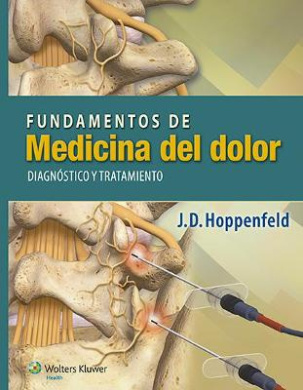 FUNDAMENTOS DE
Medicina del dolor
DIAGNÓSTICO Y TRATAMIENTO
J.D. Hoppenfeld
Wolters Kluwer
Health